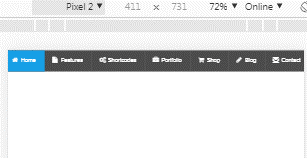 Pixel 2 ▼ 411 × 731 72% ▼ Online ▼
Home Features Shortcodes Portfolio Shop Blog Contact